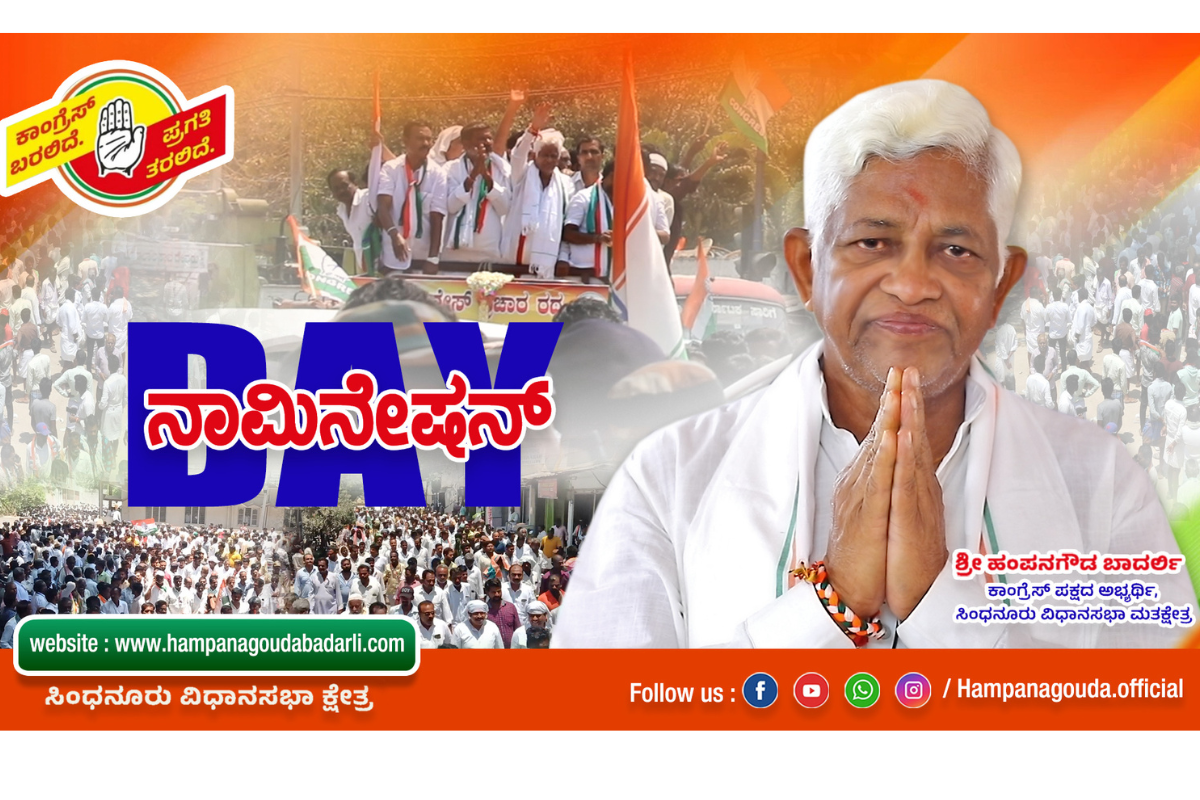 ಕಾಂಗ್ರೆಸ್
ಬರಲಿದೆ.
ಪ್ರಗತಿ
ತರಲಿದೆ.
DAY
ನಾಮಿನೇಷನ್
ಶ್ರೀ ಹಂಪನಗೌಡ ಬಾದರ್ಲಿ
ಕಾಂಗ್ರೆಸ್ ಪಕ್ಷದ ಅಭ್ಯರ್ಥಿ,
ಸಿಂಧನೂರು ವಿಧಾನಸಭಾ ಮತಕ್ಷೇತ್ರ
website : www.hampanagoudabadarli.com
ಸಿಂಧನೂರು ವಿಧಾನಸಭಾ ಕ್ಷೇತ್ರ
Follow us : / Hampanagouda.official